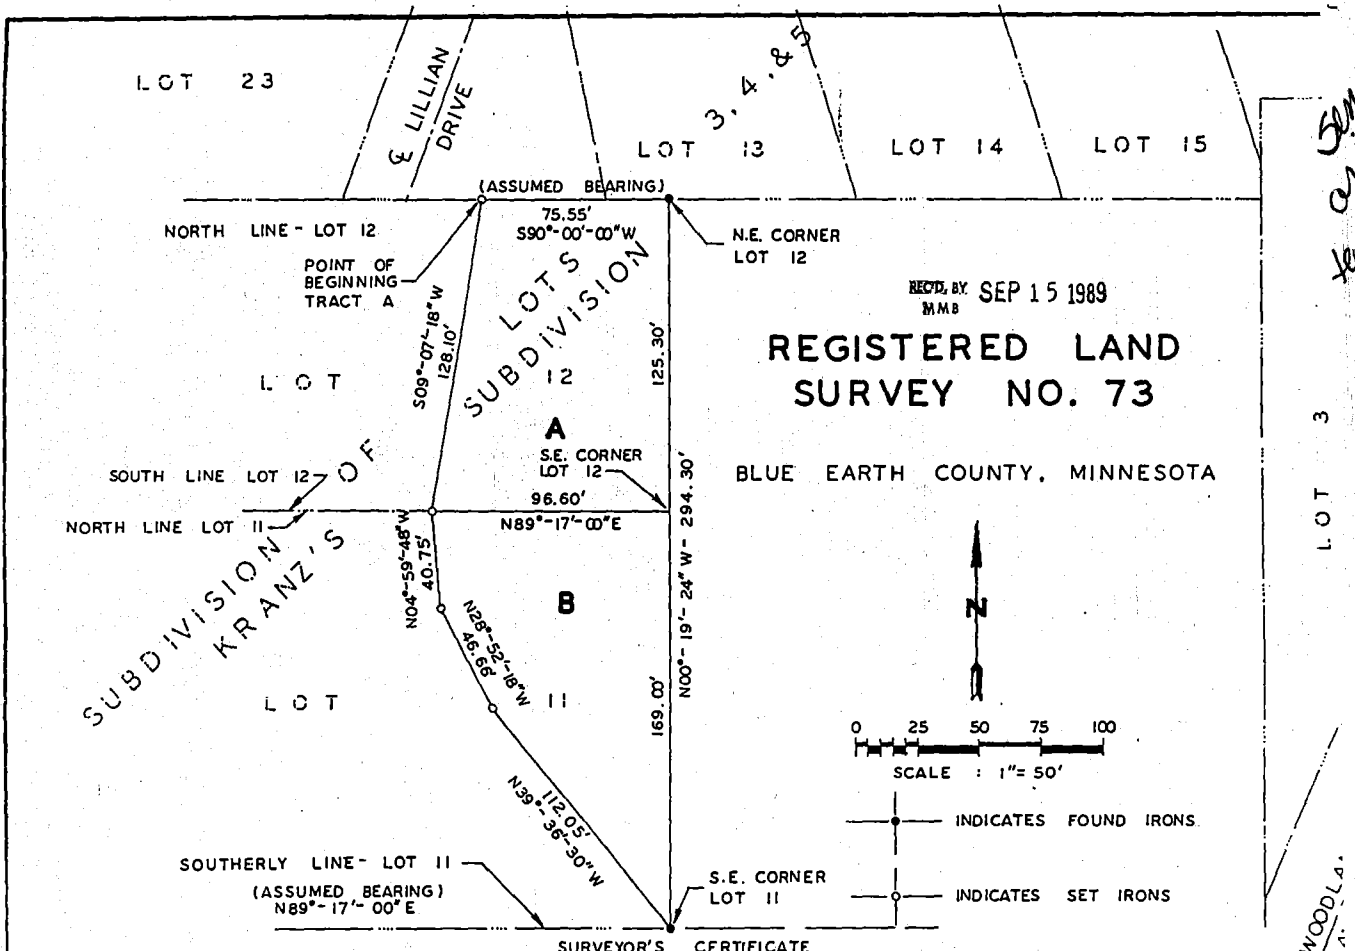 LOT 23
℄ LILLIAN
DRIVE
3, 4, & 5
LOT 13
LOT 14
LOT 15
(ASSUMED BEARING)
75.55'
S90°-00'-00"W
NORTH LINE - LOT 12
POINT OF
BEGINNING
TRACT A
N.E. CORNER
LOT 12
LOTS
SUBDIVISION
S09°-07'-18"W
128.10'
125.30'
REC'D. BY SEP 15 1989
MMB
REGISTERED LAND
SURVEY NO. 73
BLUE EARTH COUNTY, MINNESOTA
LOT 12
A
S.E. CORNER
LOT 12
SOUTH LINE LOT 12
OF
NORTH LINE LOT 11
96.60'
N89°-17'-00"E
SUBDIVISION
KRANZ'S
N04°-59'-48"W
40.75'
B
N00°-19'-24" W - 294.30'
N28°-52'-18"W
46.66'
LOT 11
169.00'
N
LOT 3
0 25 50 75 100
SCALE : 1" = 50'
112.05'
N39°-36'-30"W
INDICATES FOUND IRONS
SOUTHERLY LINE - LOT 11
(ASSUMED BEARING)
N89°-17'-00"E
S.E. CORNER
LOT 11
INDICATES SET IRONS
SURVEYOR'S CERTIFICATE